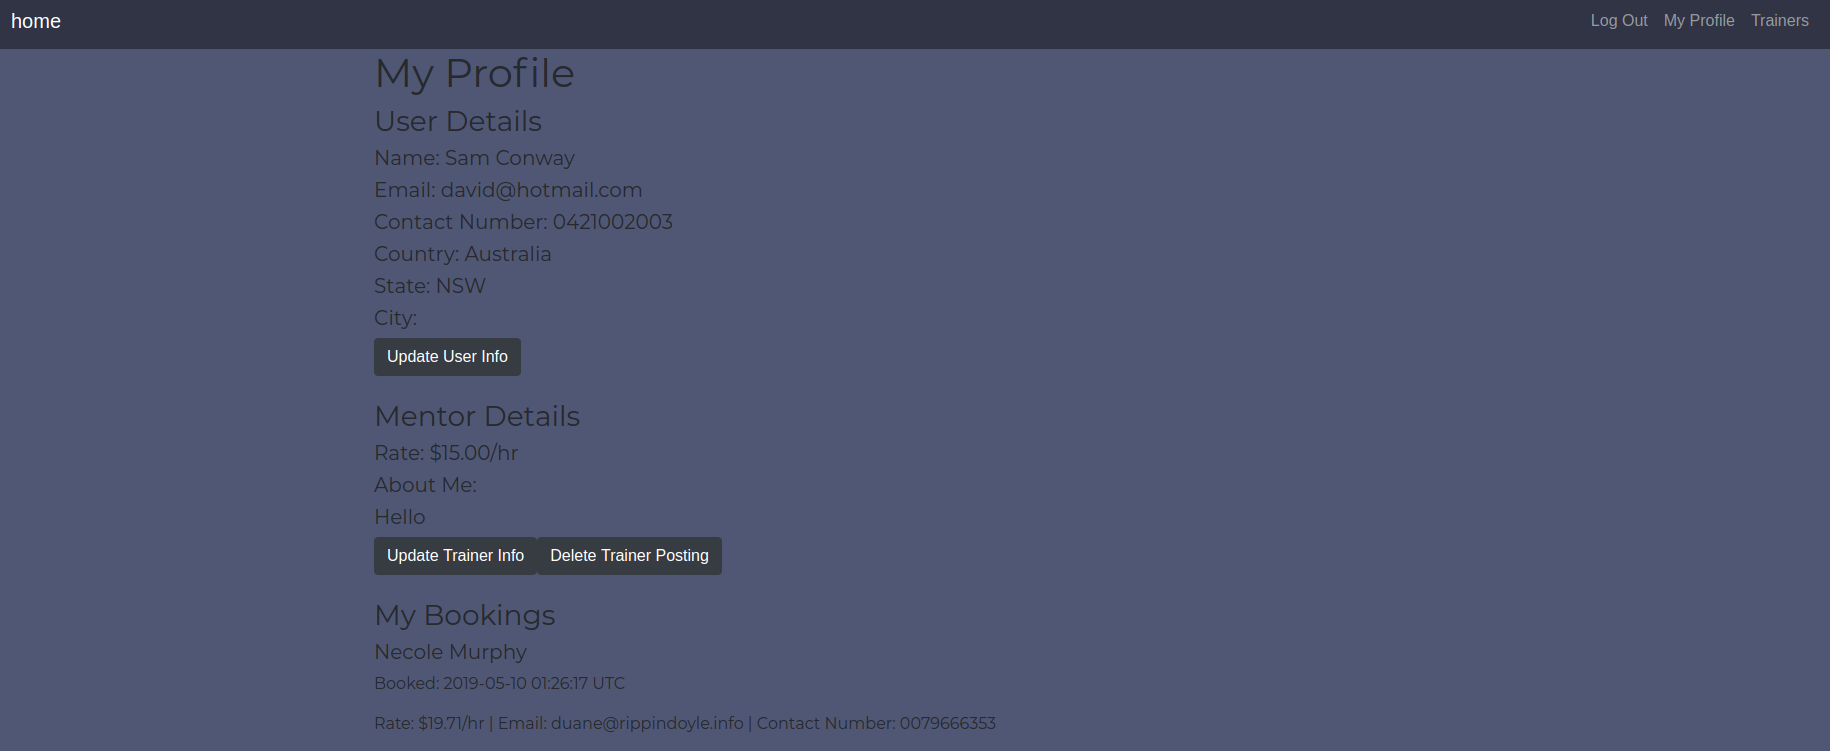 home
Log Out My Profile Trainers
My Profile
User Details
Name: Sam Conway
Email: david@hotmail.com
Contact Number: 0421002003
Country: Australia
State: NSW
City:
Update User Info
Mentor Details
Rate: $15.00/hr
About Me:
Hello
Update Trainer Info Delete Trainer Posting
My Bookings
Necole Murphy
Booked: 2019-05-10 01:26:17 UTC
Rate: $19.71/hr | Email: duane@rippindoyle.info | Contact Number: 0079666353